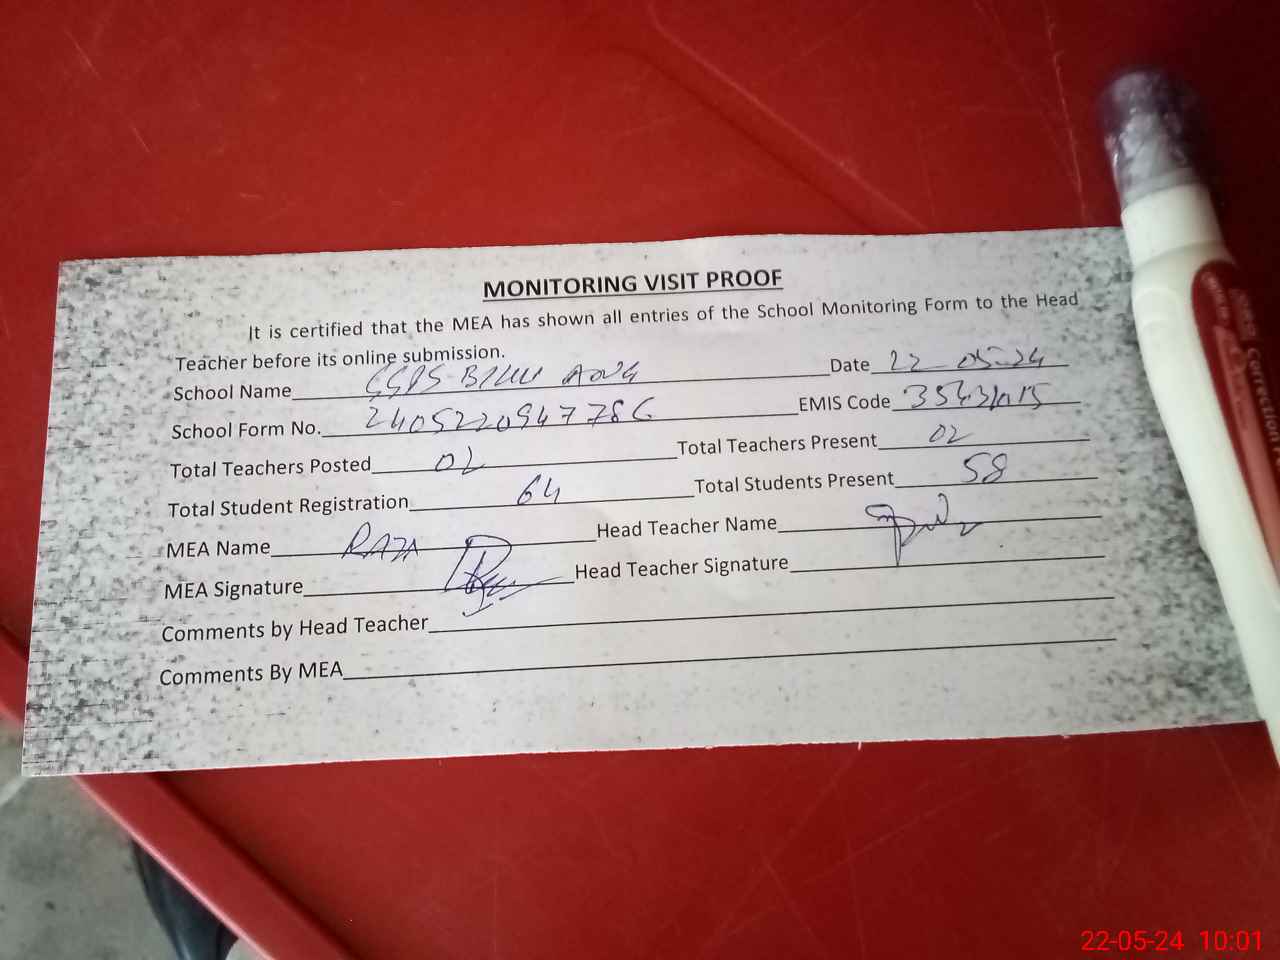 MONITORING VISIT PROOF
It is certified that the MEA has shown all entries of the School Monitoring Form to the Head
Teacher before its online submission.
School Name Date 22-05-24
School Form No. 2405220947786 EMIS Code
Total Teachers Posted 02 Total Teachers Present 02
Total Student Registration 64 Total Students Present 58
MEA Name RAZA Head Teacher Name
MEA Signature Head Teacher Signature
Comments by Head Teacher
Comments By MEA
Correction Pen
22-05-24 10:01